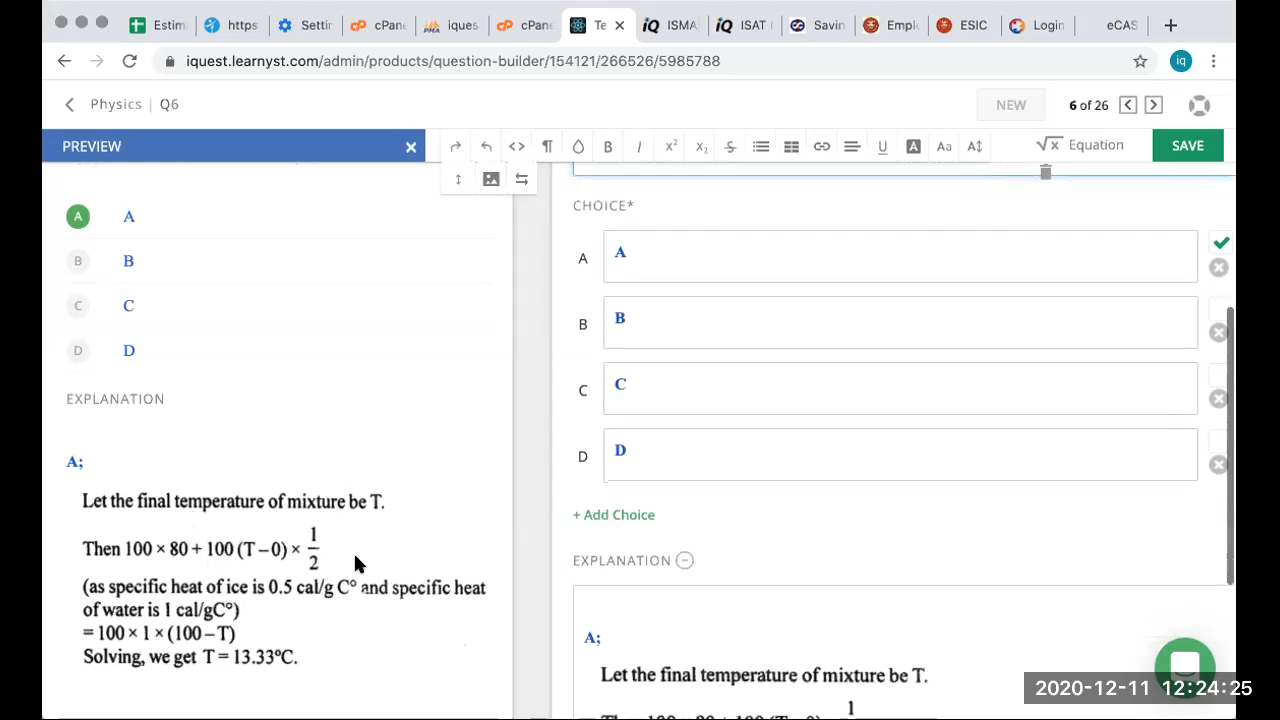 Estim https Settir cPane iques cPane Te ISMA ISAT Savin Emplo ESIC Login eCAS
iquest.learnyst.com/admin/products/question-builder/154121/266526/5985788 iq
Physics | Q6 NEW 6 of 26
PREVIEW Equation SAVE
A A
B B
C C
D D
EXPLANATION
A;
Let the final temperature of mixture be T.
Then 100 × 80 + 100 (T – 0) × 1/2
(as specific heat of ice is 0.5 cal/g C° and specific heat
of water is 1 cal/gC°)
= 100 × 1 × (100 – T)
Solving, we get T = 13.33°C.
CHOICE*
A A
B B
C C
D D
+ Add Choice
EXPLANATION
A;
Let the final temperature of mixture be T.
2020-12-11 12:24:25